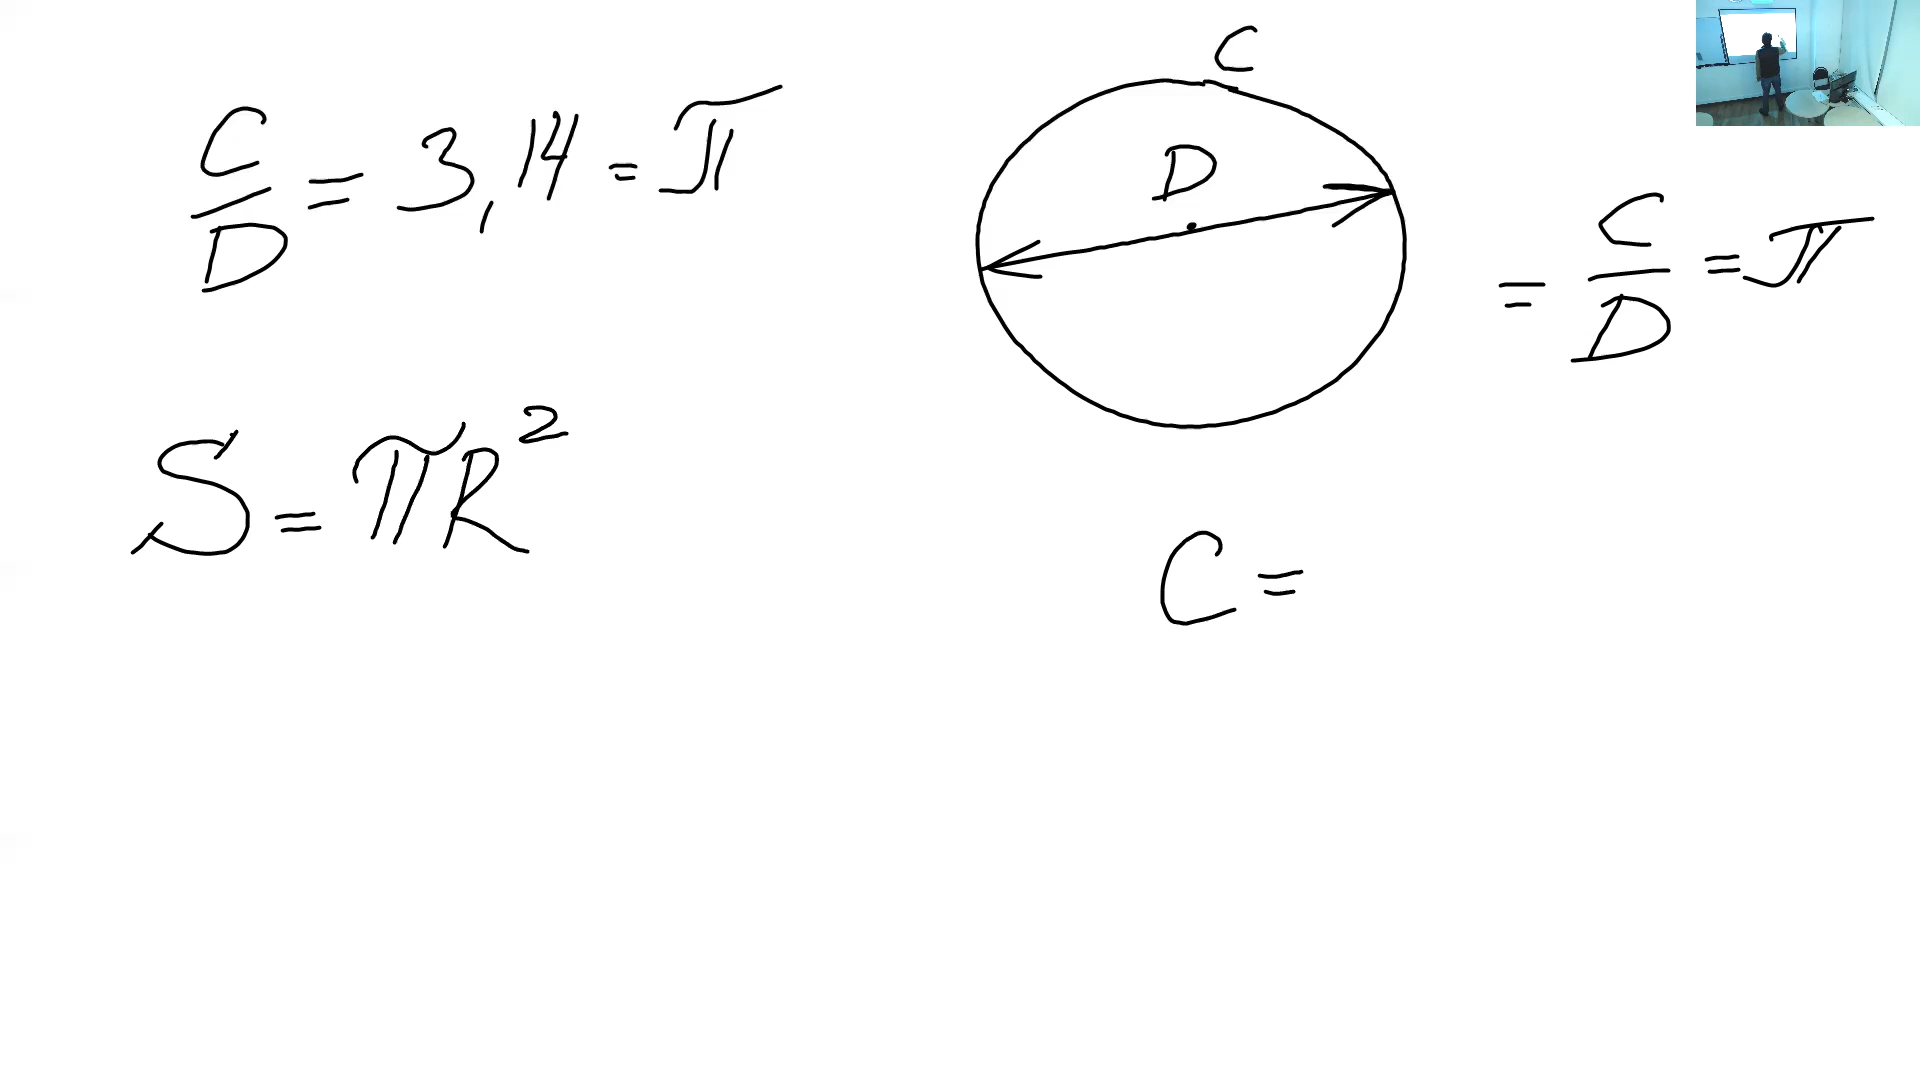 C/D = 3,14 = π
C
D
= C/D = π
S = πR²
C =